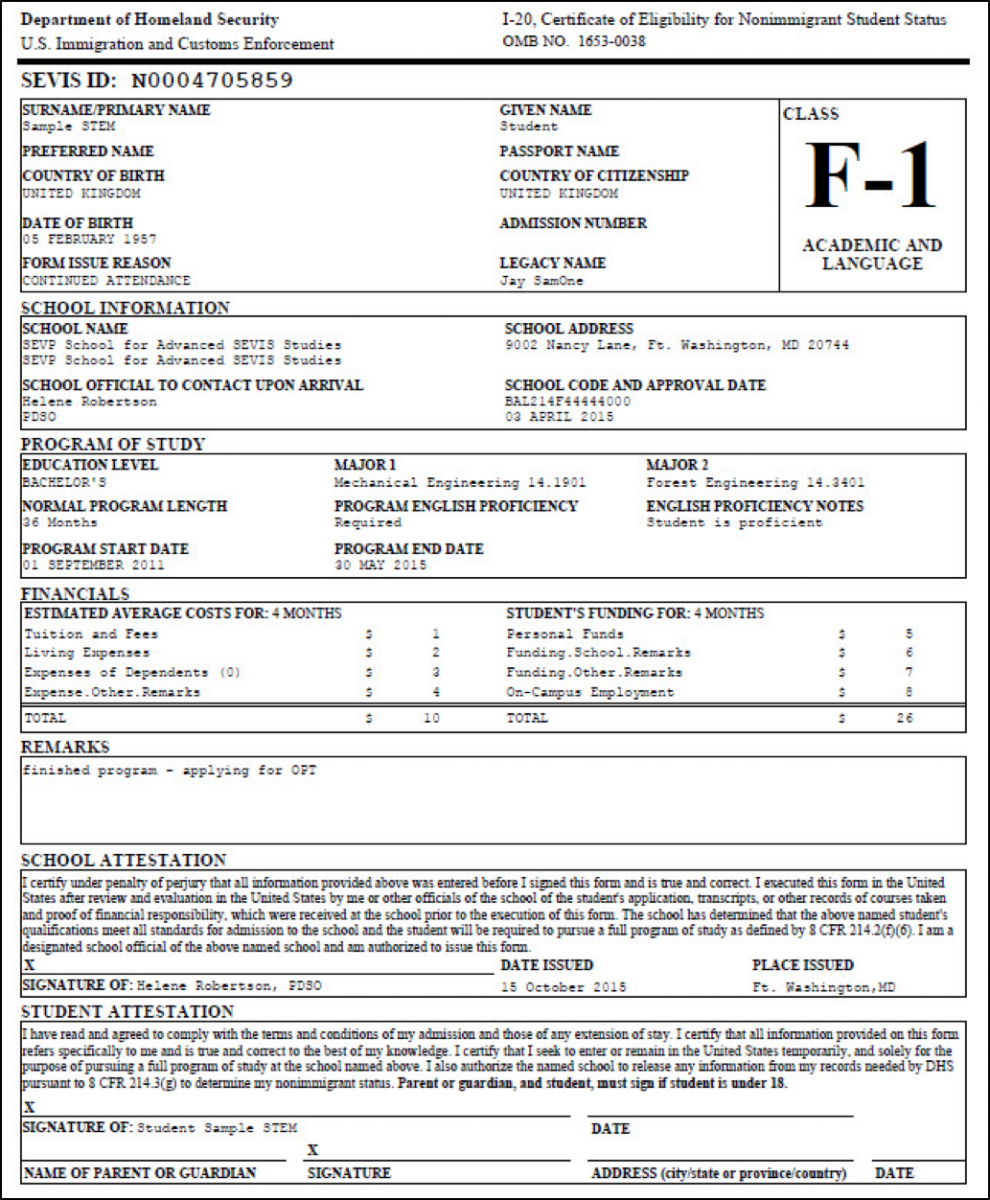 Department of Homeland Security
U.S. Immigration and Customs Enforcement
I-20, Certificate of Eligibility for Nonimmigrant Student Status
OMB NO. 1653-0038
SEVIS ID: N0004705859
SURNAME/PRIMARY NAME
Sample STEM
GIVEN NAME
Student
PREFERRED NAME
PASSPORT NAME
COUNTRY OF BIRTH
UNITED KINGDOM
COUNTRY OF CITIZENSHIP
UNITED KINGDOM
DATE OF BIRTH
05 FEBRUARY 1957
ADMISSION NUMBER
FORM ISSUE REASON
CONTINUED ATTENDANCE
LEGACY NAME
Jay SamOne
CLASS
F-1
ACADEMIC AND
LANGUAGE
SCHOOL INFORMATION
SCHOOL NAME
SEVP School for Advanced SEVIS Studies
SEVP School for Advanced SEVIS Studies
SCHOOL ADDRESS
9002 Nancy Lane, Ft. Washington, MD 20744
SCHOOL OFFICIAL TO CONTACT UPON ARRIVAL
Helene Robertson
PDSO
SCHOOL CODE AND APPROVAL DATE
BAL214F44444000
03 APRIL 2015
PROGRAM OF STUDY
EDUCATION LEVEL
BACHELOR'S
MAJOR 1
Mechanical Engineering 14.1901
MAJOR 2
Forest Engineering 14.3401
NORMAL PROGRAM LENGTH
36 Months
PROGRAM ENGLISH PROFICIENCY
Required
ENGLISH PROFICIENCY NOTES
Student is proficient
PROGRAM START DATE
01 SEPTEMBER 2011
PROGRAM END DATE
30 MAY 2015
FINANCIALS
ESTIMATED AVERAGE COSTS FOR: 4 MONTHS
STUDENT'S FUNDING FOR: 4 MONTHS
Tuition and Fees $ 1 Personal Funds $ 5
Living Expenses $ 2 Funding.School.Remarks $ 6
Expenses of Dependents (0) $ 3 Funding.Other.Remarks $ 7
Expense.Other.Remarks $ 4 On-Campus Employment $ 8
TOTAL $ 10 TOTAL $ 26
REMARKS
finished program - applying for OPT
SCHOOL ATTESTATION
I certify under penalty of perjury that all information provided above was entered before I signed this form and is true and correct. I executed this form in the United
States after review and evaluation in the United States by me or other officials of the school of the student's application, transcripts, or other records of courses taken
and proof of financial responsibility, which were received at the school prior to the execution of this form. The school has determined that the above named student's
qualifications meet all standards for admission to the school and the student will be required to pursue a full program of study as defined by 8 CFR 214.2(f)(6). I am a
designated school official of the above named school and am authorized to issue this form.
X
SIGNATURE OF: Helene Robertson, PDSO
DATE ISSUED
15 October 2015
PLACE ISSUED
Ft. Washington,MD
STUDENT ATTESTATION
I have read and agreed to comply with the terms and conditions of my admission and those of any extension of stay. I certify that all information provided on this form
refers specifically to me and is true and correct to the best of my knowledge. I certify that I seek to enter or remain in the United States temporarily, and solely for the
purpose of pursuing a full program of study at the school named above. I also authorize the named school to release any information from my records needed by DHS
pursuant to 8 CFR 214.3(g) to determine my nonimmigrant status. Parent or guardian, and student, must sign if student is under 18.
X
SIGNATURE OF: Student Sample STEM
DATE
X
NAME OF PARENT OR GUARDIAN SIGNATURE ADDRESS (city/state or province/country) DATE